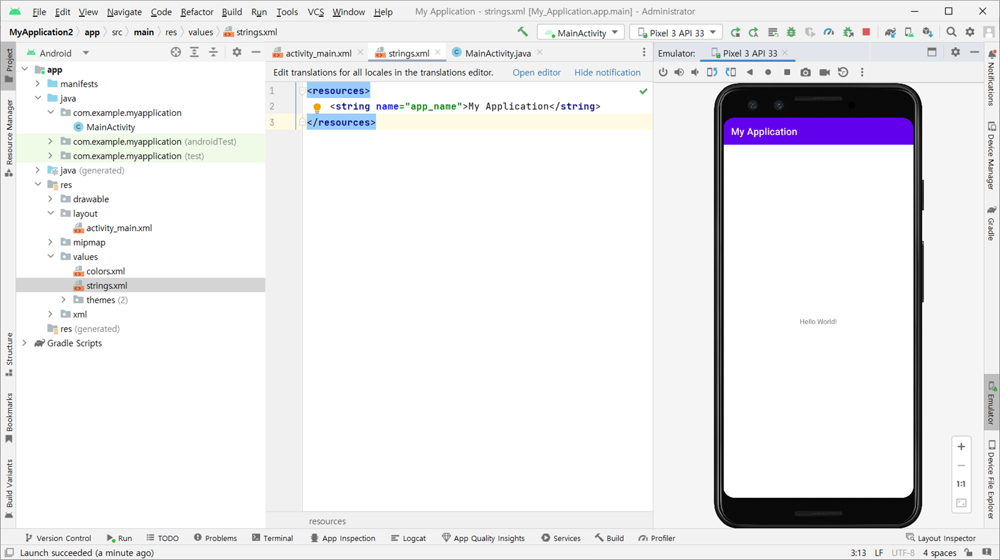 File Edit View Navigate Code Refactor Build Run Tools VCS Window Help My Application - strings.xml [My_Application.app.main] - Administrator
MyApplication2 app src main res values strings.xml MainActivity Pixel 3 API 33
Project
Resource Manager
Structure
Bookmarks
Build Variants
Android
app
manifests
java
com.example.myapplication
MainActivity
com.example.myapplication (androidTest)
com.example.myapplication (test)
java (generated)
res
drawable
layout
activity_main.xml
mipmap
values
colors.xml
strings.xml
themes (2)
xml
res (generated)
Gradle Scripts
activity_main.xml strings.xml MainActivity.java
Edit translations for all locales in the translations editor. Open editor Hide notification
1 <resources>
2 <string name="app_name">My Application</string>
3 </resources>
resources
Emulator: Pixel 3 API 33
My Application
Hello World!
1:1
Notifications
Device Manager
Gradle
Emulator
Device File Explorer
Version Control Run TODO Problems Terminal App Inspection Logcat App Quality Insights Services Build Profiler Layout Inspector
Launch succeeded (a minute ago) 3:13 LF UTF-8 4 spaces